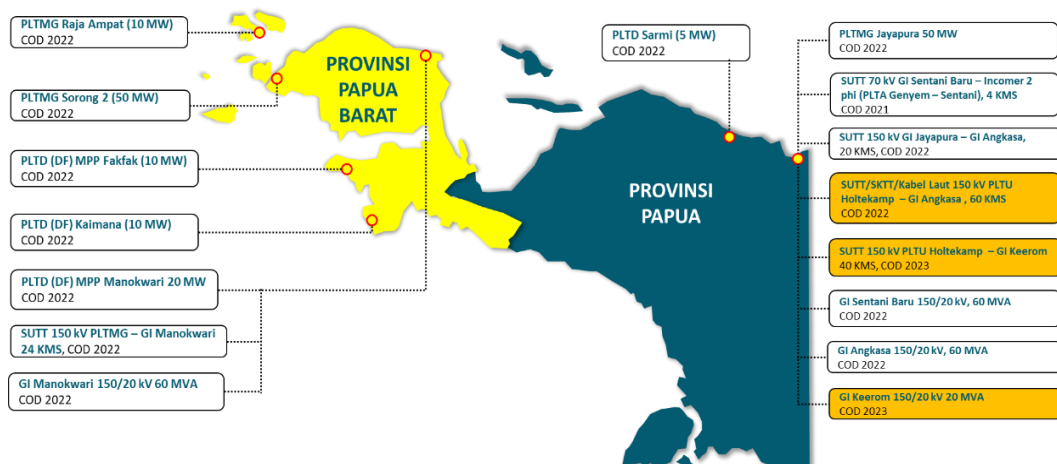 PLTMG Raja Ampat (10 MW)
COD 2022
PLTMG Sorong 2 (50 MW)
COD 2022
PLTD (DF) MPP Fakfak (10 MW)
COD 2022
PLTD (DF) Kaimana (10 MW)
COD 2022
PLTD (DF) MPP Manokwari 20 MW
COD 2022
SUTT 150 kV PLTMG – GI Manokwari
24 KMS, COD 2022
GI Manokwari 150/20 kV 60 MVA
COD 2022
PROVINSI
PAPUA
BARAT
PLTD Sarmi (5 MW)
COD 2022
PROVINSI
PAPUA
PLTMG Jayapura 50 MW
COD 2022
SUTT 70 kV GI Sentani Baru – Incomer 2
phi (PLTA Genyem – Sentani), 4 KMS
COD 2021
SUTT 150 kV GI Jayapura – GI Angkasa,
20 KMS, COD 2022
SUTT/SKTT/Kabel Laut 150 kV PLTU
Holtekamp – GI Angkasa , 60 KMS
COD 2022
SUTT 150 kV PLTU Holtekamp – GI Keerom
40 KMS, COD 2023
GI Sentani Baru 150/20 kV, 60 MVA
COD 2022
GI Angkasa 150/20 kV, 60 MVA
COD 2022
GI Keerom 150/20 kV 20 MVA
COD 2023